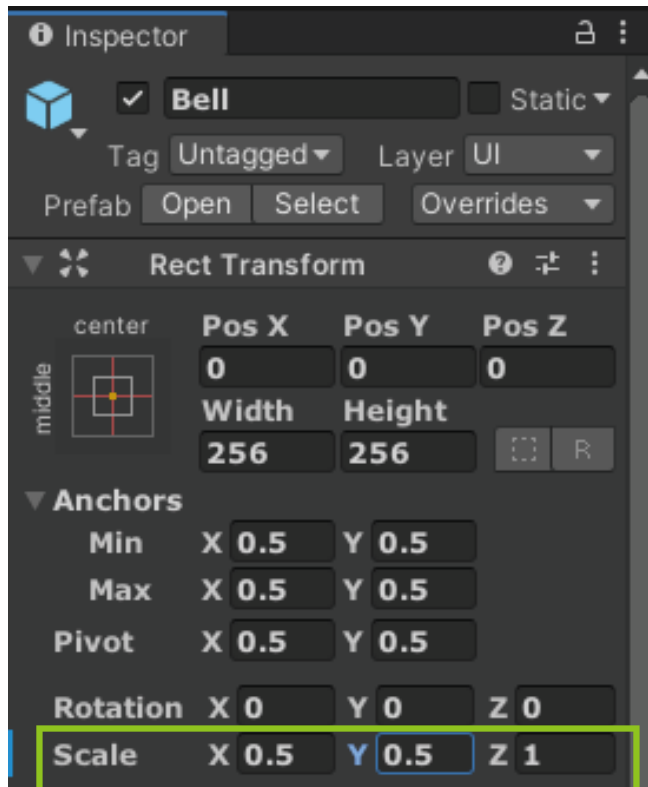 Inspector
Bell Static
Tag Untagged Layer UI
Prefab Open Select Overrides
Rect Transform
center Pos X Pos Y Pos Z
middle
0 0 0
Width Height
256 256 R
Anchors
Min X 0.5 Y 0.5
Max X 0.5 Y 0.5
Pivot X 0.5 Y 0.5
Rotation X 0 Y 0 Z 0
Scale X 0.5 Y 0.5 Z 1